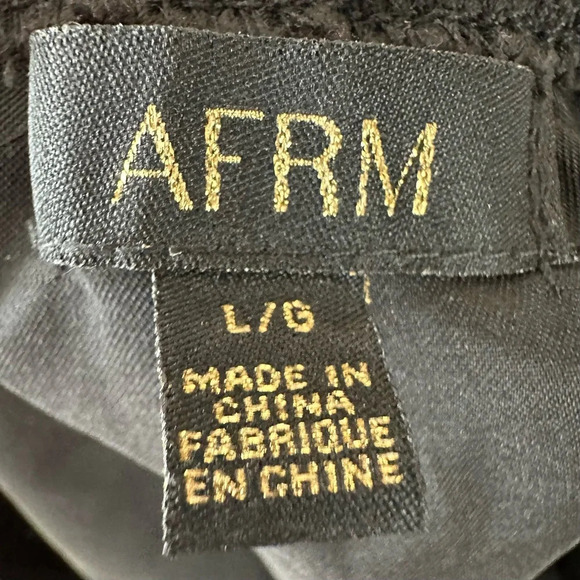 AFRM
L/G
MADE IN
CHINA
FABRIQUE
EN CHINE